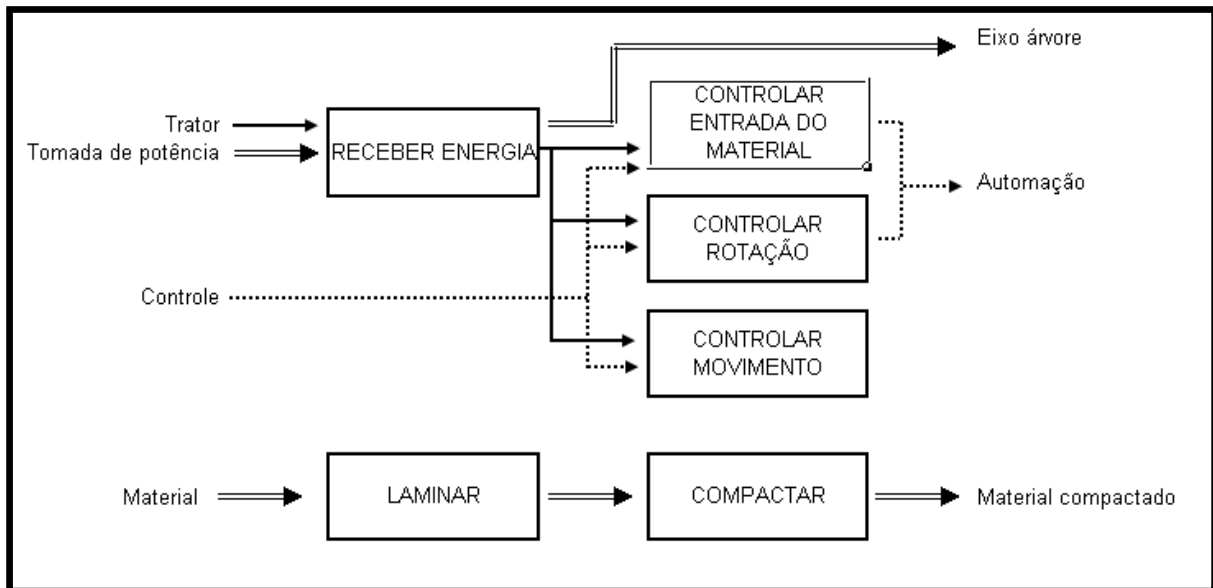 Eixo árvore
CONTROLAR
ENTRADA DO
MATERIAL
Trator
Tomada de potência
RECEBER ENERGIA
Automação
CONTROLAR
ROTAÇÃO
Controle
CONTROLAR
MOVIMENTO
Material
LAMINAR
COMPACTAR
Material compactado